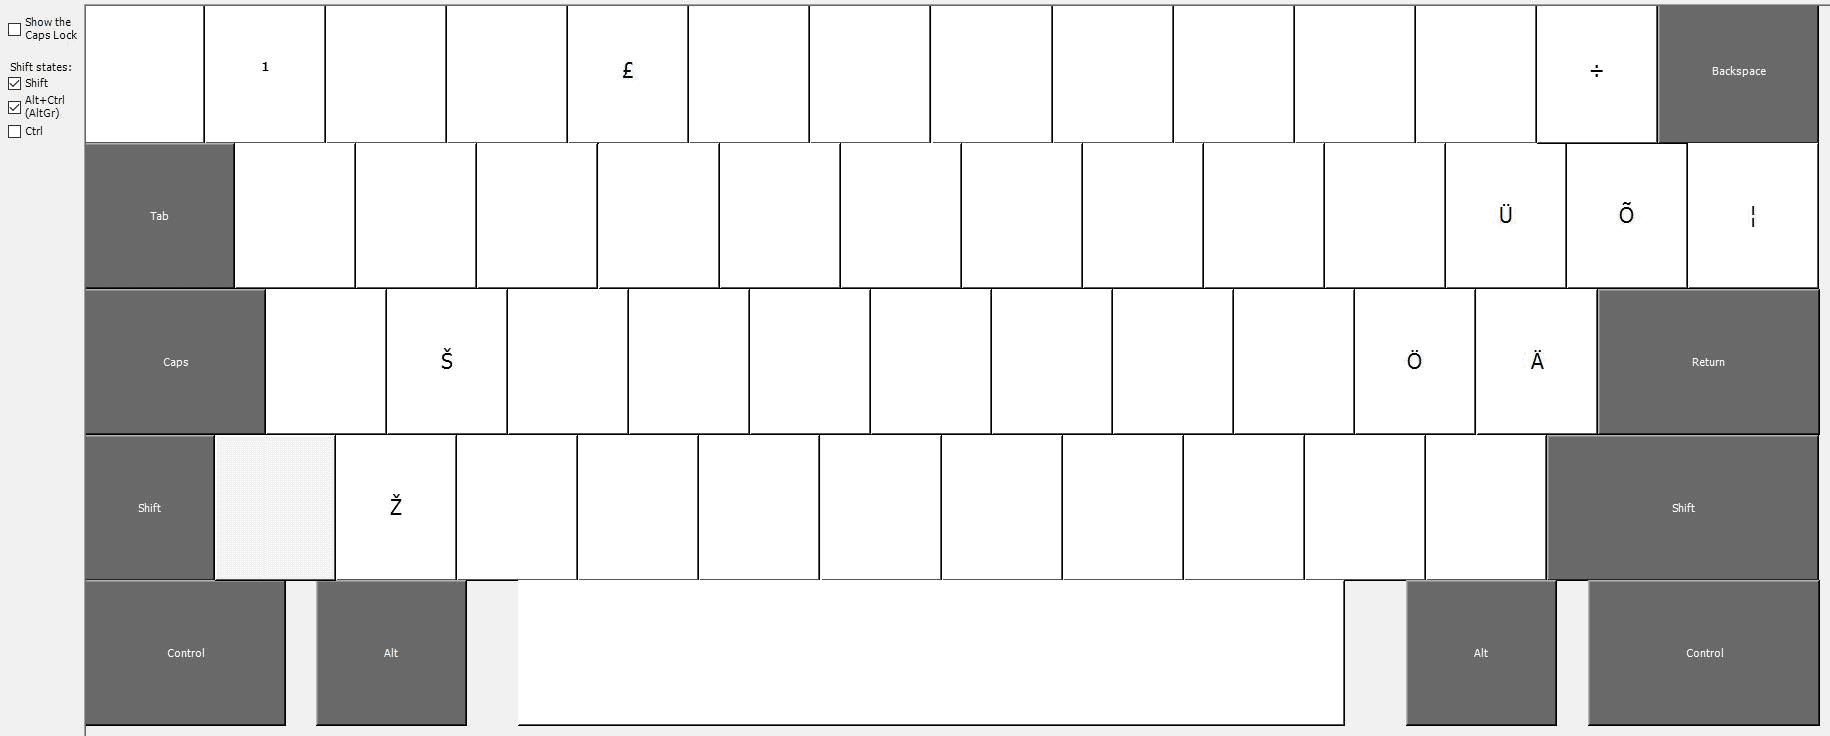 Show the
Caps Lock
Shift states:
Shift
Alt+Ctrl
(AltGr)
Ctrl
¹ £ ÷ Backspace
Tab Ü Õ ¦
Caps Š Ö Ä Return
Shift Ž Shift
Control Alt Alt Control